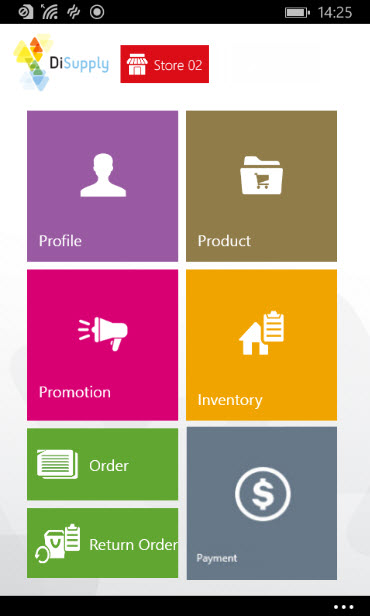 14:25
DiSupply
Store 02
Profile
Product
Promotion
Inventory
Order
Return Order
Payment